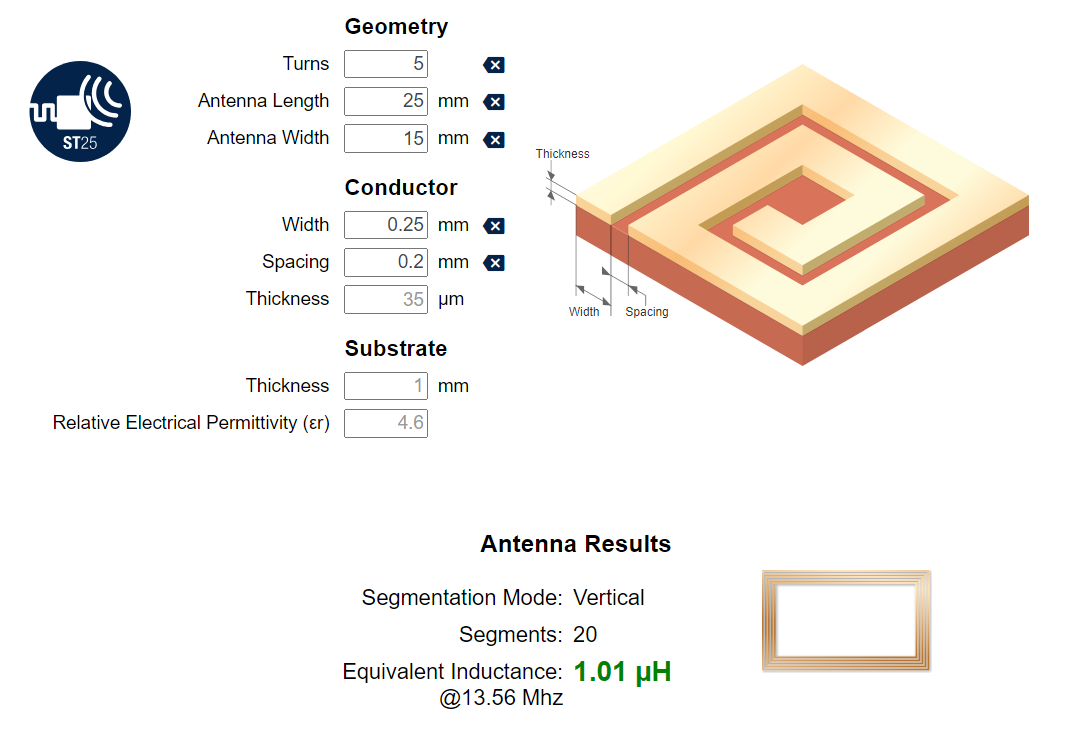 Geometry
Turns 5
Antenna Length 25 mm
Antenna Width 15 mm
ST25
Conductor
Width 0.25 mm
Spacing 0.2 mm
Thickness 35 µm
Substrate
Thickness 1 mm
Relative Electrical Permittivity (εr) 4.6
Thickness
Width Spacing
Antenna Results
Segmentation Mode: Vertical
Segments: 20
Equivalent Inductance: 1.01 µH
@13.56 Mhz